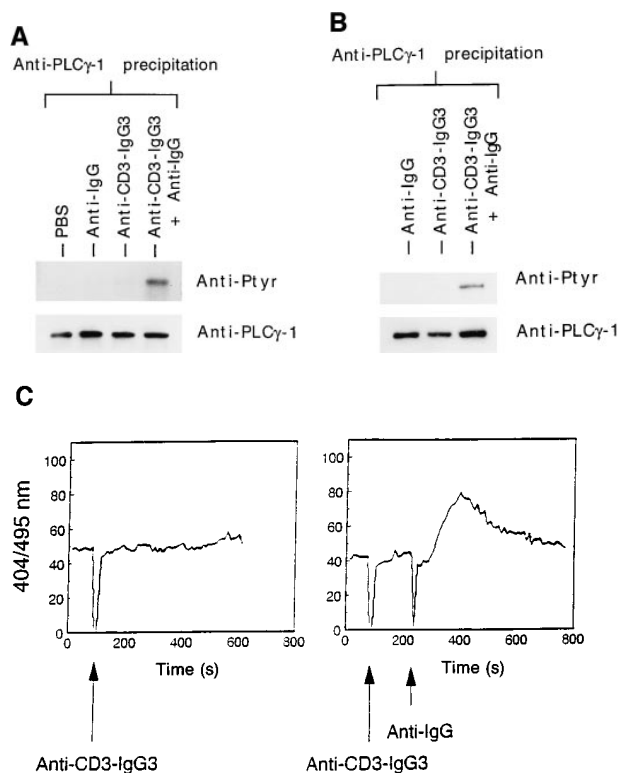 A
Anti-PLCγ-1 precipitation
PBS
Anti-IgG
Anti-CD3-IgG3
Anti-CD3-IgG3
+ Anti-IgG
Anti-Ptyr
Anti-PLCγ-1
B
Anti-PLCγ-1 precipitation
Anti-IgG
Anti-CD3-IgG3
Anti-CD3-IgG3
+ Anti-IgG
Anti-Ptyr
Anti-PLCγ-1
C
404/495 nm
100
80
60
40
20
0
0 200 400 600 800
Time (s)
Anti-CD3-IgG3
100
80
60
40
20
0
0 200 400 600 800
Time (s)
Anti-IgG
Anti-CD3-IgG3